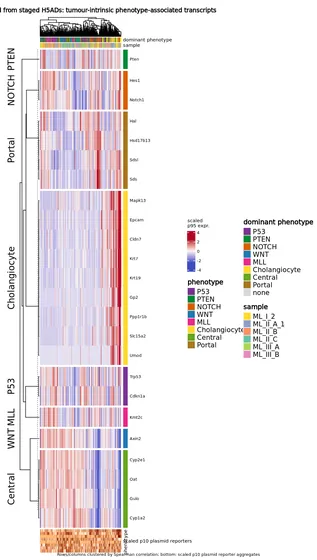 from staged H5ADs: tumour-intrinsic phenotype-associated transcripts
dominant phenotype
sample
PTEN
Pten
NOTCH
Hes1
Notch1
Portal
Hal
Hsd17b13
Sdsl
Sds
Cholangiocyte
Mapk13
Epcam
Cldn7
Krt7
Krt19
Gp2
Ppp1r1b
Slc15a2
Umod
P53
Trp53
Cdkn1a
MLL
Kmt2c
WNT
Axin2
Central
Cyp2e1
Oat
Gulo
Cyp1a2
scaled p10 plasmid reporters
rows/columns clustered by Spearman correlation; bottom: scaled p10 plasmid reporter aggregates
scaled
p95 expr.
4
2
0
-2
-4
phenotype
P53
PTEN
NOTCH
WNT
MLL
Cholangiocyte
Central
Portal
dominant phenotype
P53
PTEN
NOTCH
WNT
MLL
Cholangiocyte
Central
Portal
none
sample
ML_I_2
ML_II_A_1
ML_II_B
ML_II_C
ML_III_A
ML_III_B